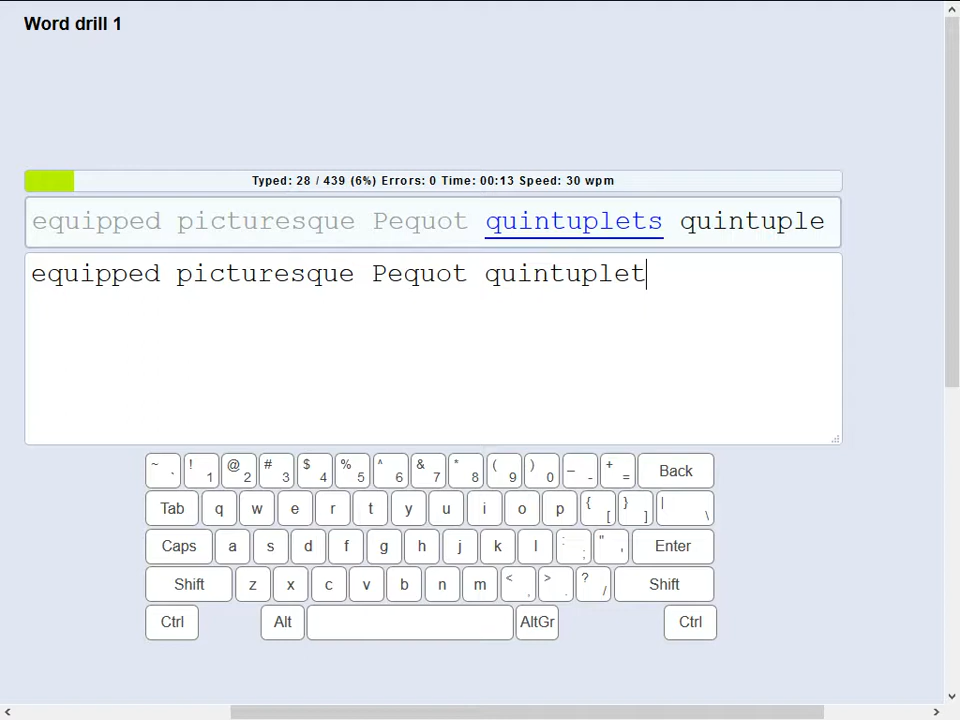 Word drill 1
Typed: 28 / 439 (6%) Errors: 0 Time: 00:13 Speed: 30 wpm
equipped picturesque Pequot quintuplets quintuple
equipped picturesque Pequot quintuplet
~ ` ! 1 @ 2 # 3 $ 4 % 5 ^ 6 & 7 * 8 ( 9 ) 0 _ - + = Back
Tab q w e r t y u i o p { [ } ] | \
Caps a s d f g h j k l : ; " ' Enter
Shift z x c v b n m < , > . ? / Shift
Ctrl Alt AltGr Ctrl